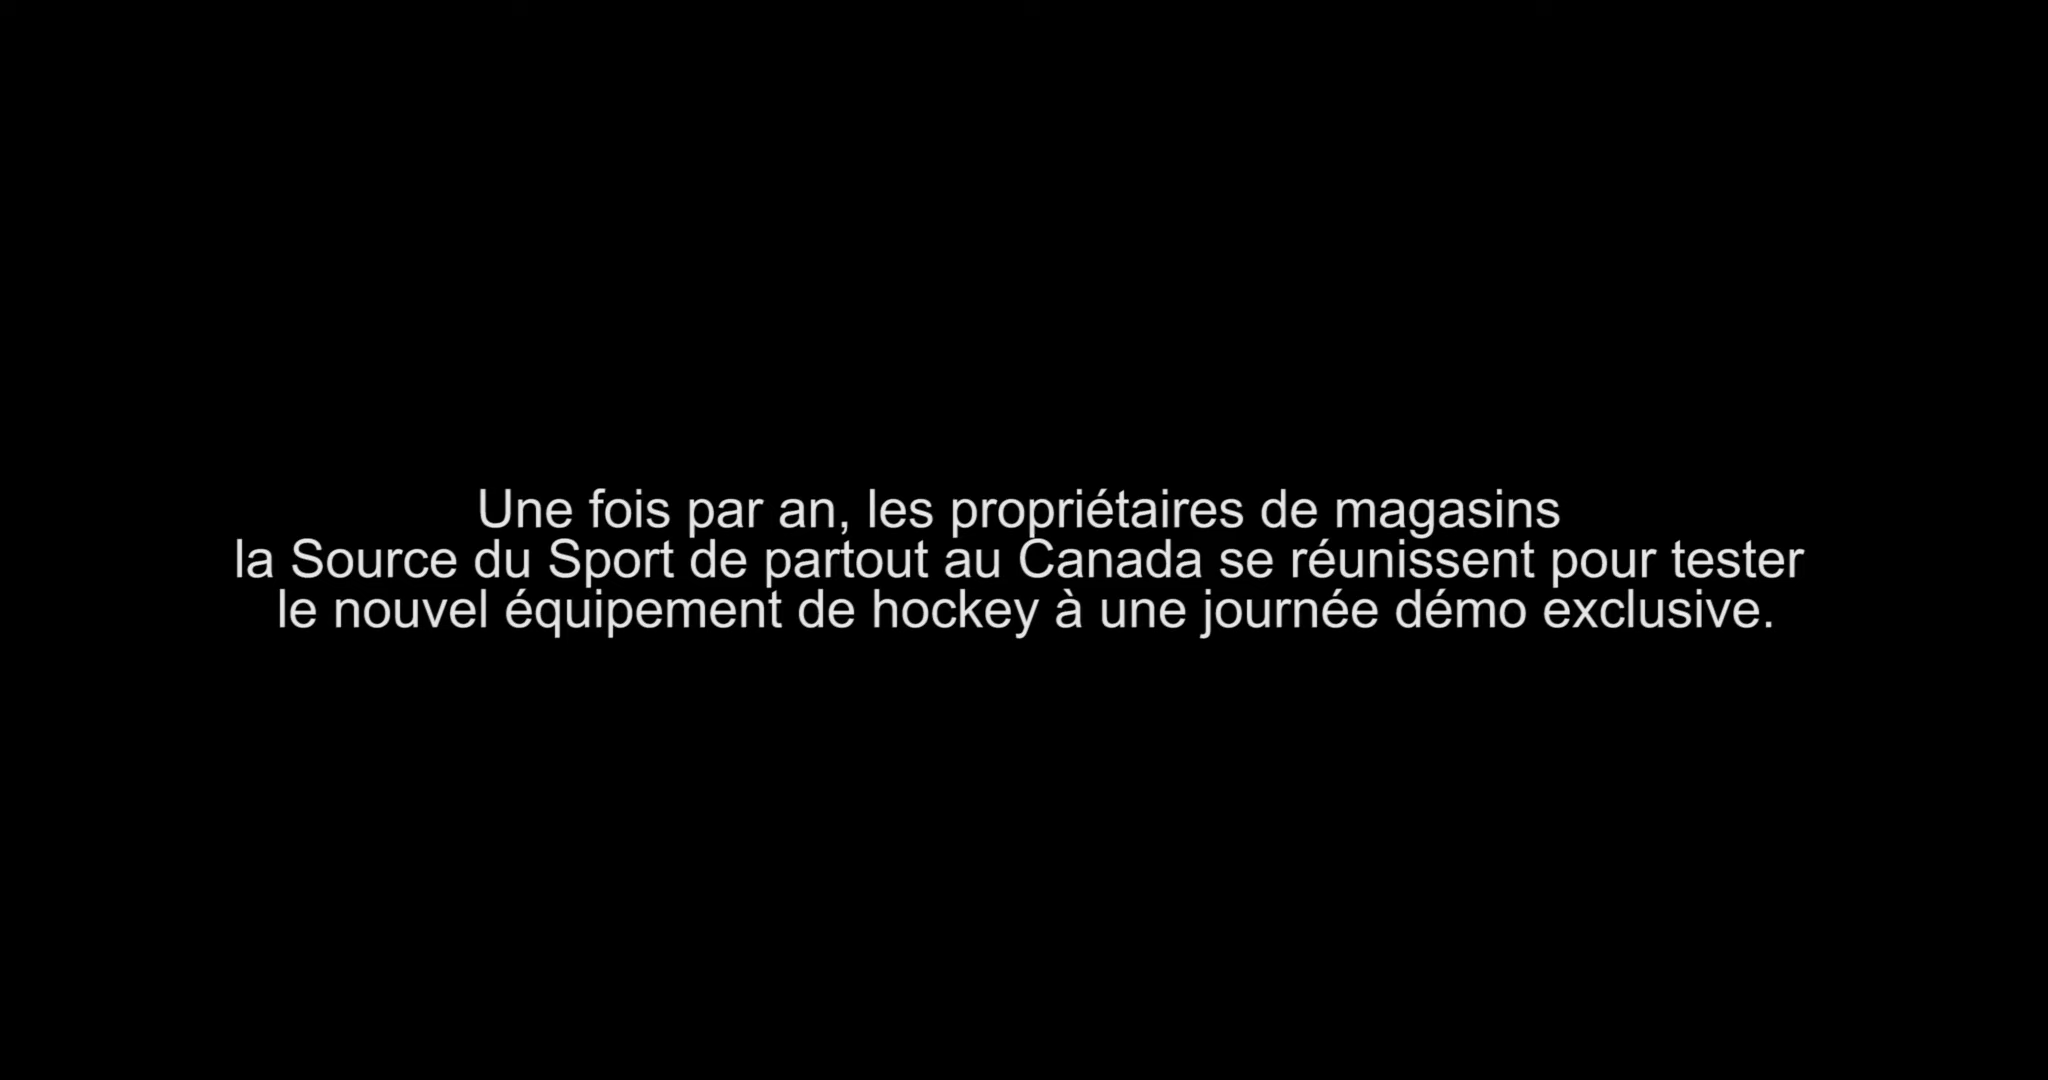 Une fois par an, les propriétaires de magasins
la Source du Sport de partout au Canada se réunissent pour tester
le nouvel équipement de hockey à une journée démo exclusive.